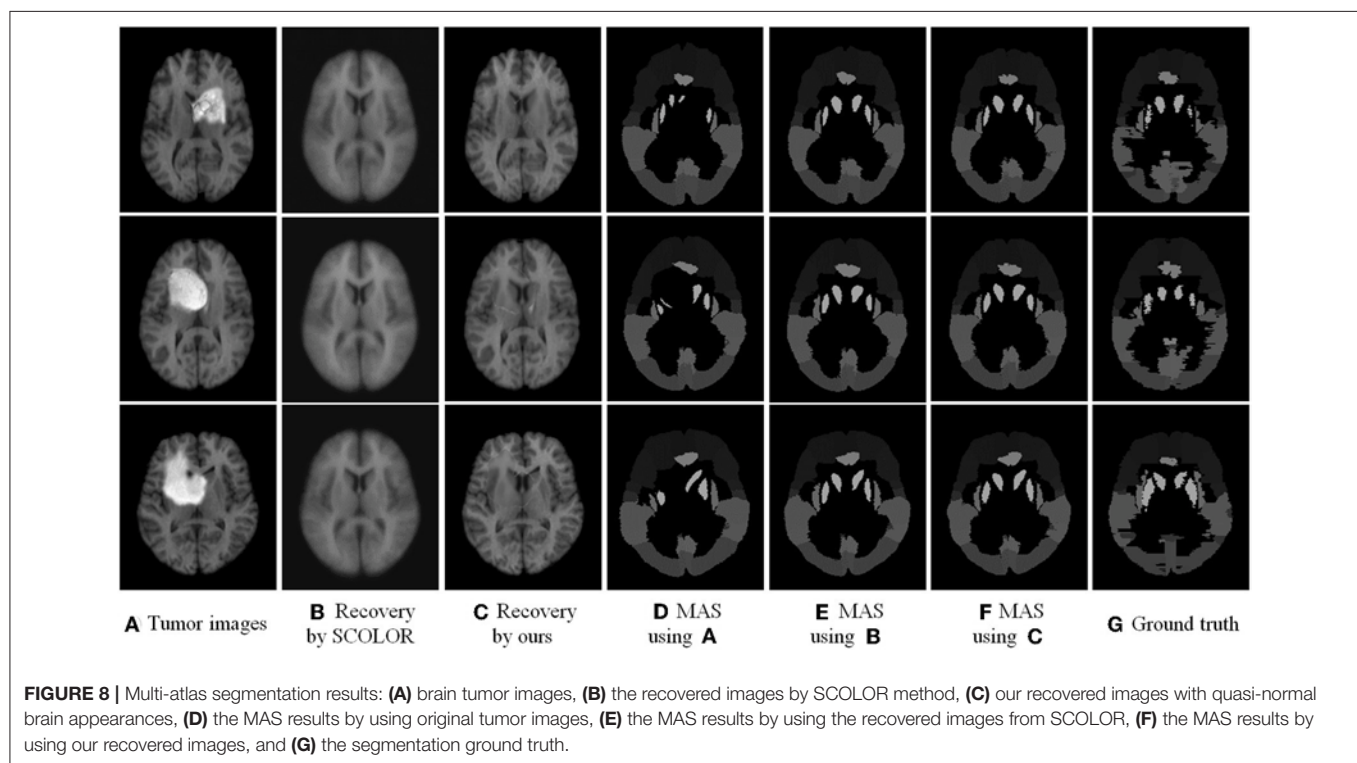 A Tumor images
B Recovery
by SCOLOR
C Recovery
by ours
D MAS
using A
E MAS
using B
F MAS
using C
G Ground truth
FIGURE 8 | Multi-atlas segmentation results: (A) brain tumor images, (B) the recovered images by SCOLOR method, (C) our recovered images with quasi-normal
brain appearances, (D) the MAS results by using original tumor images, (E) the MAS results by using the recovered images from SCOLOR, (F) the MAS results by
using our recovered images, and (G) the segmentation ground truth.